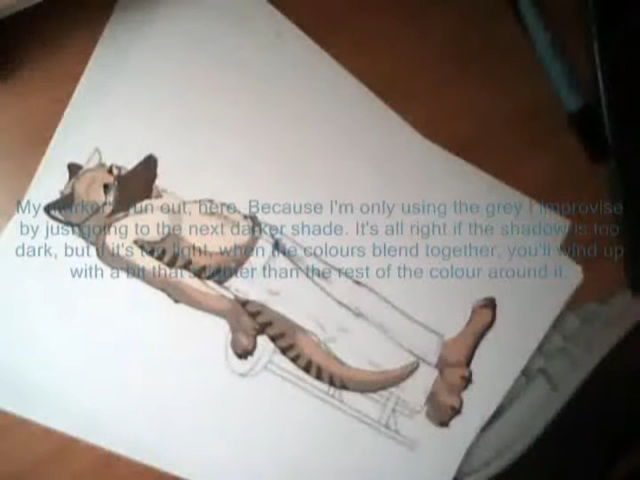 My marker's run out, here. Because I'm only using the grey I improvise
by just going to the next darker shade. It's all right if the shadow is too
dark, but if it's too light, when the colours blend together, you'll wind up
with a bit that's lighter than the rest of the colour around it.